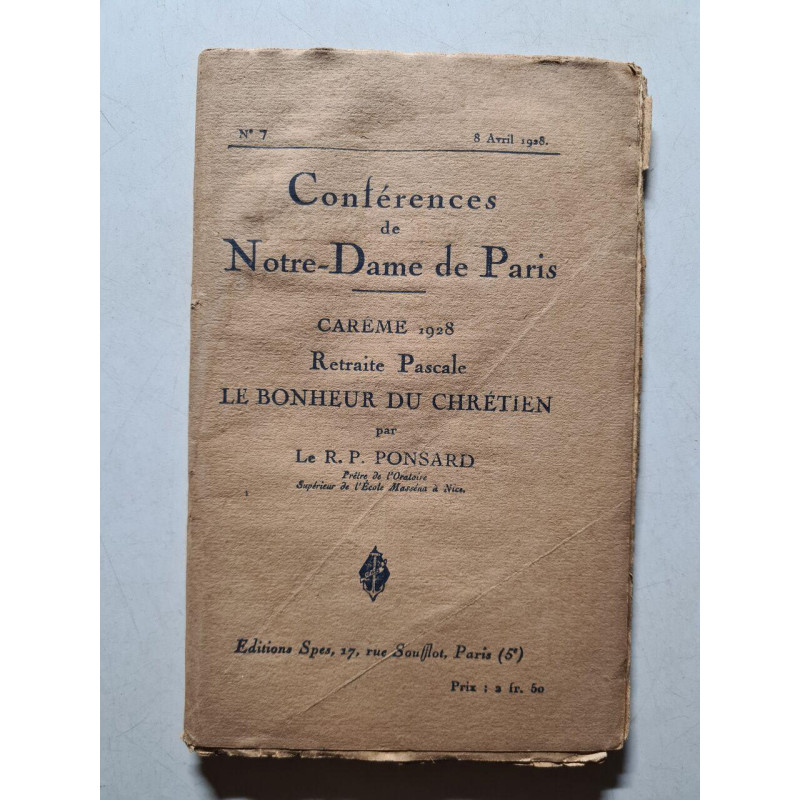 Nº 7
8 Avril 1928.
Conférences
de
Notre-Dame de Paris
CARÊME 1928
Retraite Pascale
LE BONHEUR DU CHRÉTIEN
par
Le R. P. PONSARD
Prêtre de l'Oratoire
Supérieur de l'École Masséna à Nice.
Editions Spes, 17, rue Soufflot, Paris (5e)
Prix : 2 fr. 50